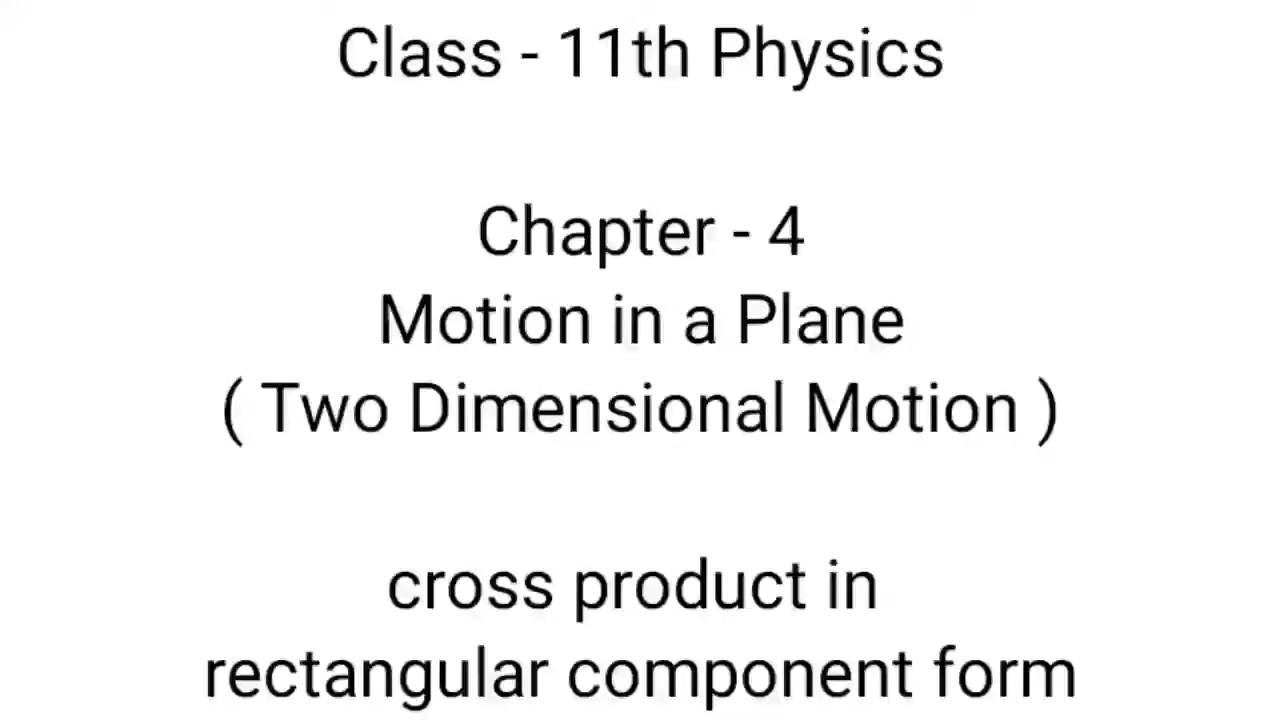 Class - 11th Physics
Chapter - 4
Motion in a Plane
( Two Dimensional Motion )
cross product in
rectangular component form